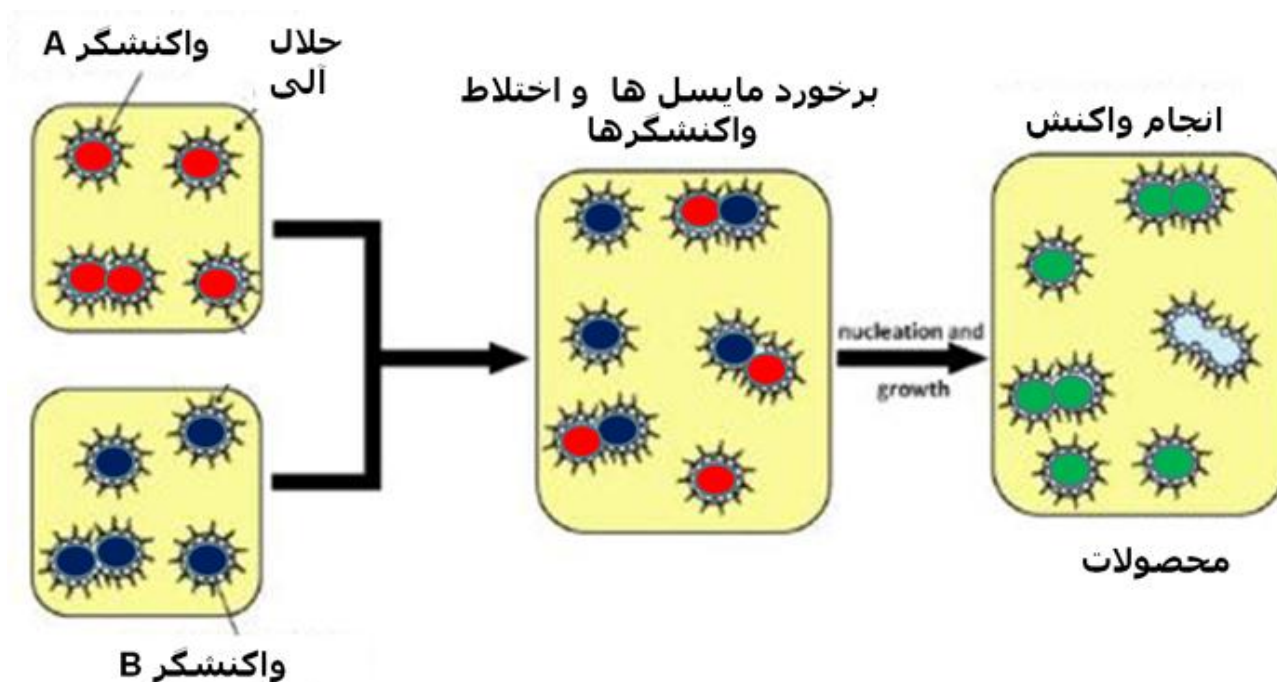 واکنشگر A
حلال
آلی
برخورد مایسل ها و اختلاط
واکنشگرها
انجام واکنش
nucleation and
growth
محصولات
واکنشگر B